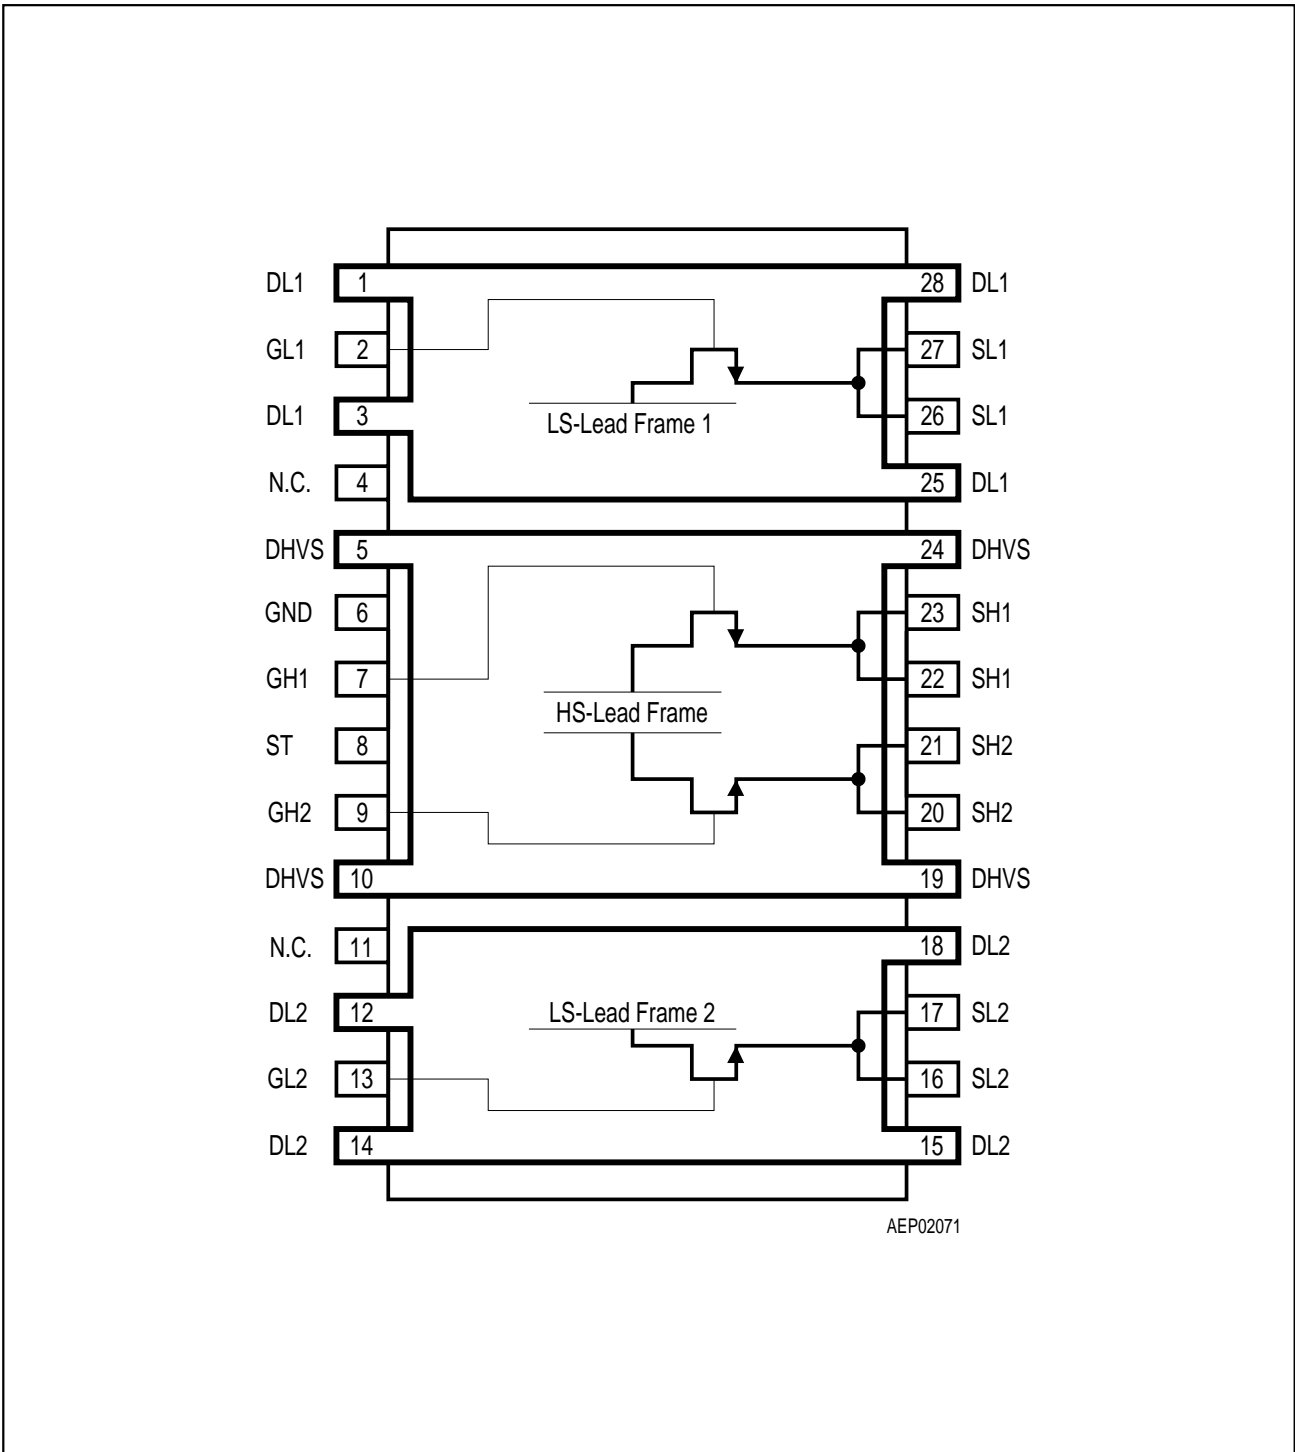 DL1 1 28 DL1
GL1 2 27 SL1
DL1 3 LS-Lead Frame 1 26 SL1
N.C. 4 25 DL1
DHVS 5 24 DHVS
GND 6 23 SH1
GH1 7 22 SH1
HS-Lead Frame
ST 8 21 SH2
GH2 9 20 SH2
DHVS 10 19 DHVS
N.C. 11 18 DL2
DL2 12 LS-Lead Frame 2 17 SL2
GL2 13 16 SL2
DL2 14 15 DL2
AEP02071